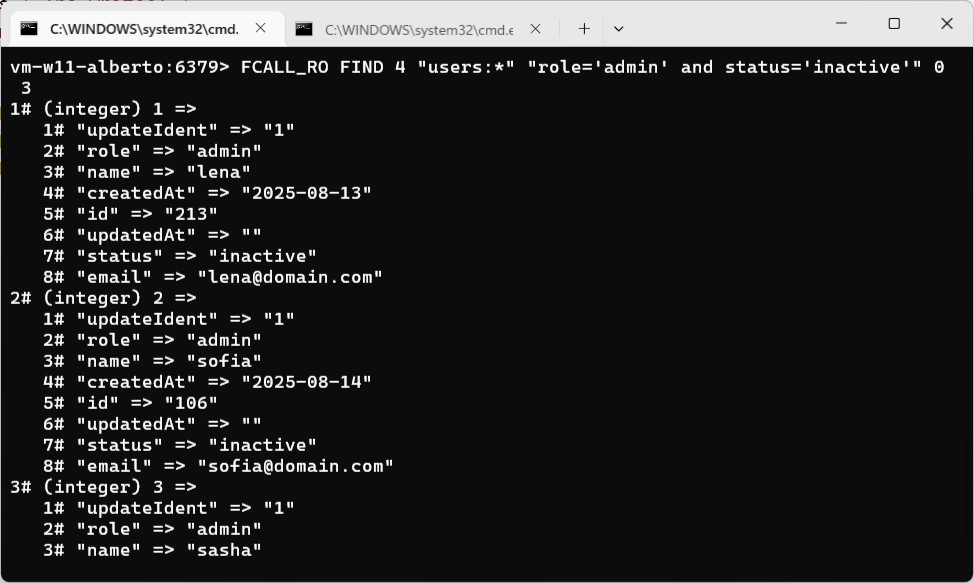 C:\WINDOWS\system32\cmd.
C:\WINDOWS\system32\cmd.e
vm-w11-alberto:6379> FCALL_RO FIND 4 "users:*" "role='admin' and status='inactive'" 0
3
1# (integer) 1 =>
1# "updateIdent" => "1"
2# "role" => "admin"
3# "name" => "lena"
4# "createdAt" => "2025-08-13"
5# "id" => "213"
6# "updatedAt" => ""
7# "status" => "inactive"
8# "email" => "lena@domain.com"
2# (integer) 2 =>
1# "updateIdent" => "1"
2# "role" => "admin"
3# "name" => "sofia"
4# "createdAt" => "2025-08-14"
5# "id" => "106"
6# "updatedAt" => ""
7# "status" => "inactive"
8# "email" => "sofia@domain.com"
3# (integer) 3 =>
1# "updateIdent" => "1"
2# "role" => "admin"
3# "name" => "sasha"